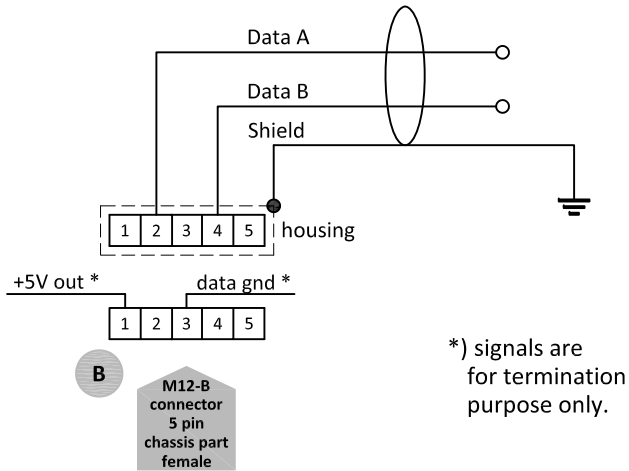 Data A
Data B
Shield
1 2 3 4 5
housing
+5V out *
data gnd *
1 2 3 4 5
B
M12-B
connector
5 pin
chassis part
female
*) signals are
for termination
purpose only.